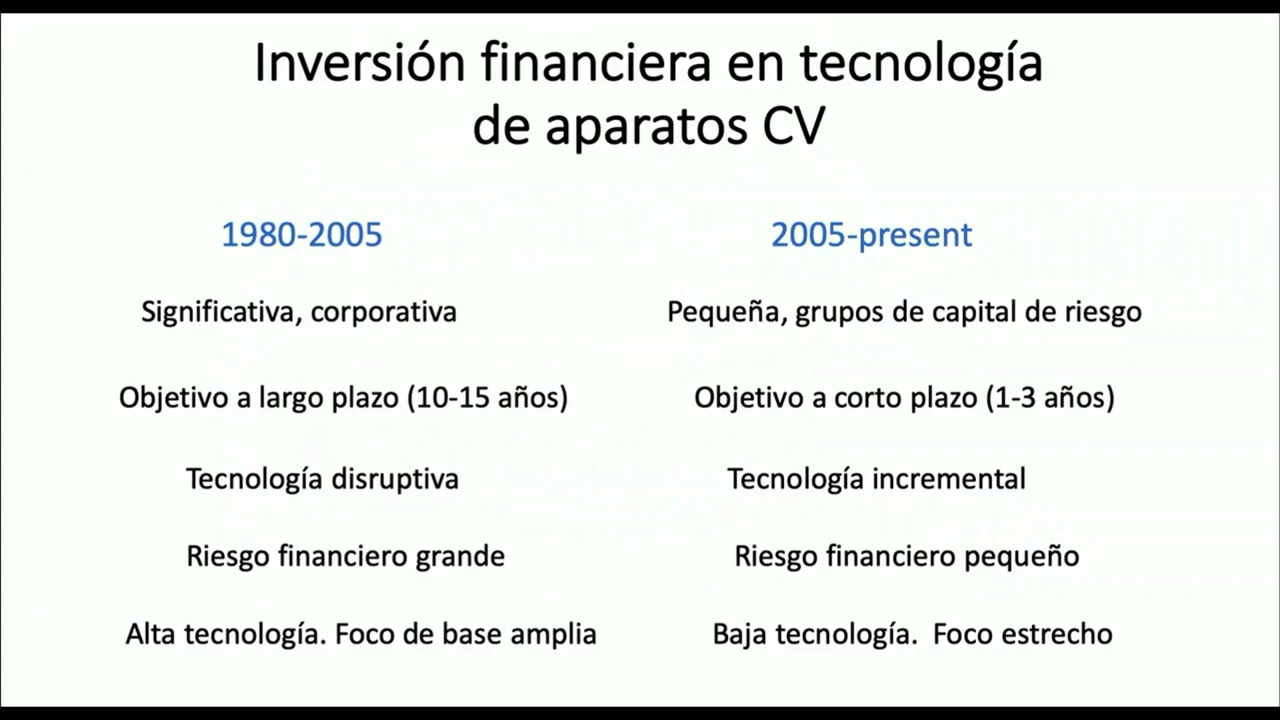 Inversión financiera en tecnología
de aparatos CV
1980-2005
2005-present
Significativa, corporativa
Pequeña, grupos de capital de riesgo
Objetivo a largo plazo (10-15 años)
Objetivo a corto plazo (1-3 años)
Tecnología disruptiva
Tecnología incremental
Riesgo financiero grande
Riesgo financiero pequeño
Alta tecnología. Foco de base amplia
Baja tecnología.  Foco estrecho